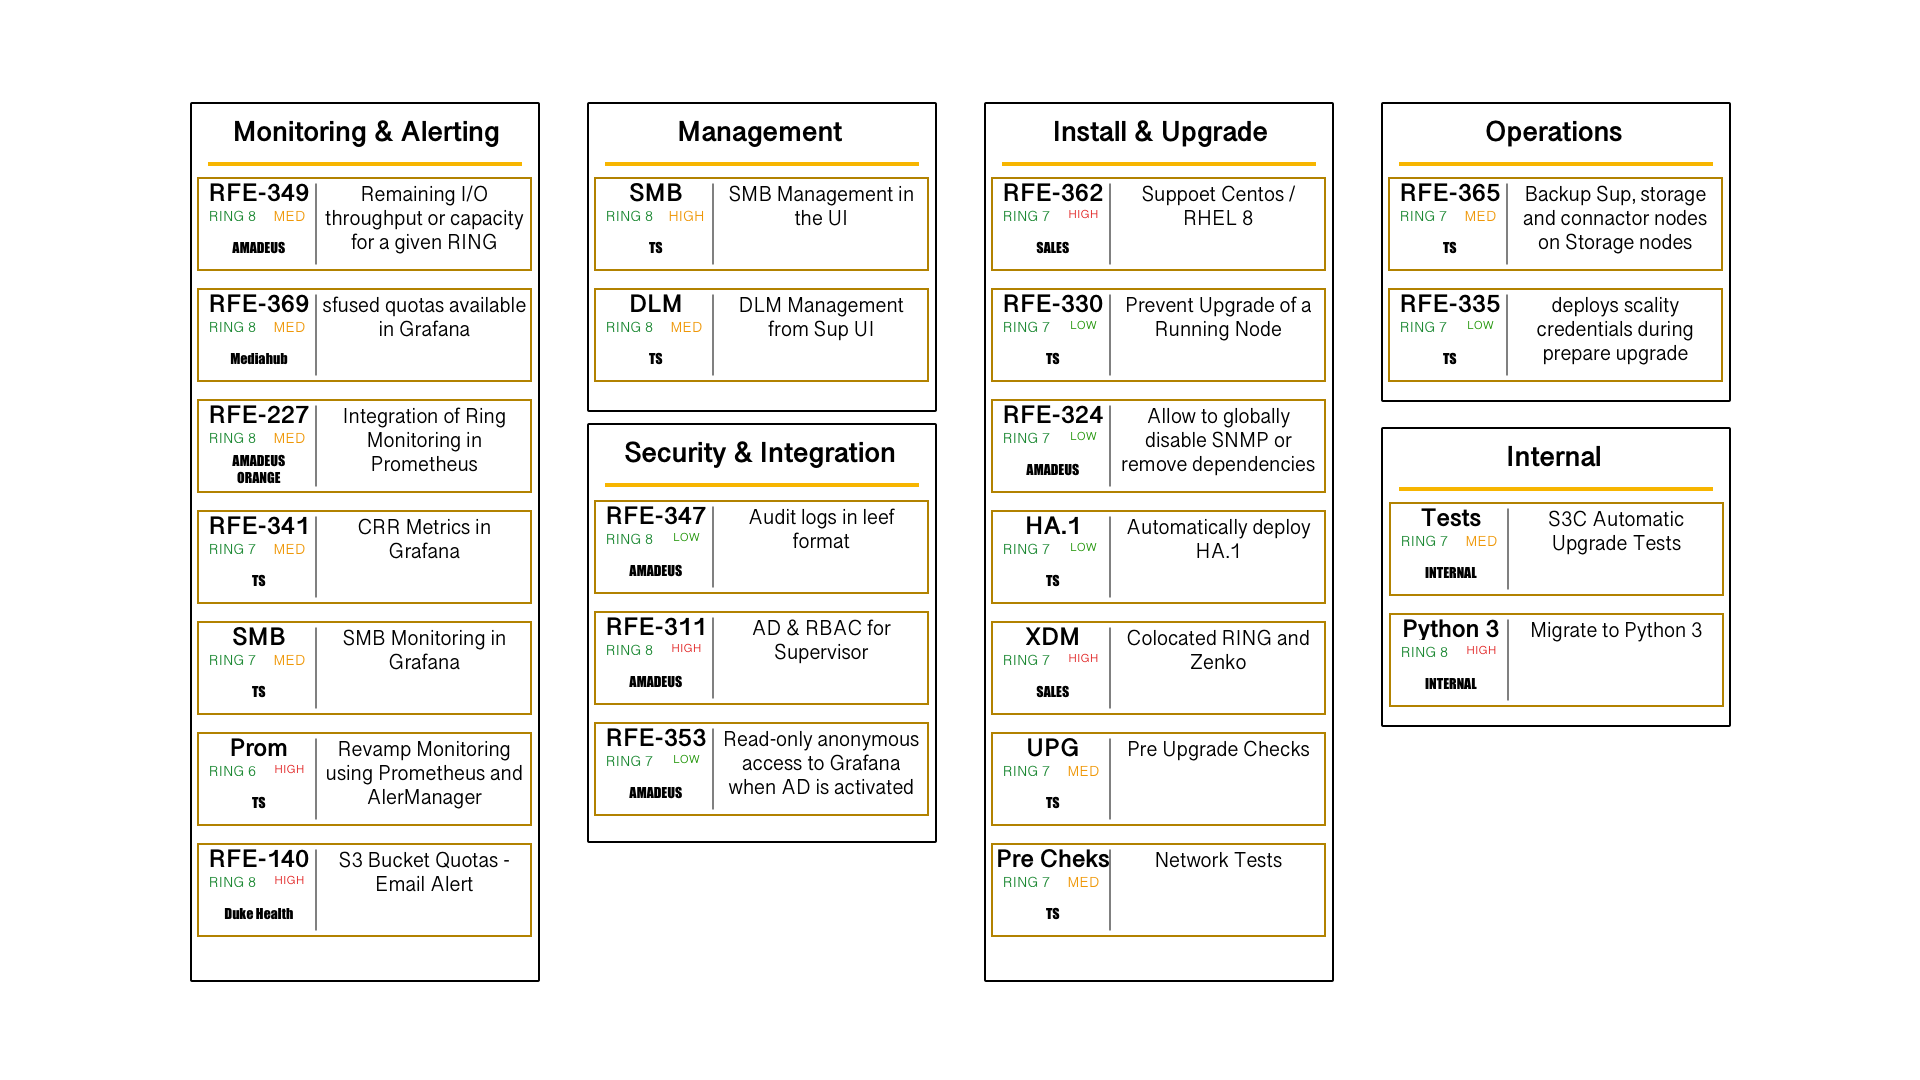 Monitoring & Alerting
RFE-349
RING 8 MED
AMADEUS
Remaining I/O
throughput or capacity
for a given RING
RFE-369
RING 8 MED
Mediahub
sfused quotas available
in Grafana
RFE-227
RING 8 MED
AMADEUS
ORANGE
Integration of Ring
Monitoring in
Prometheus
RFE-341
RING 7 MED
TS
CRR Metrics in
Grafana
SMB
RING 7 MED
TS
SMB Monitoring in
Grafana
Prom
RING 6 HIGH
TS
Revamp Monitoring
using Prometheus and
AlerManager
RFE-140
RING 8 HIGH
Duke Health
S3 Bucket Quotas -
Email Alert
Management
SMB
RING 8 HIGH
TS
SMB Management in
the UI
DLM
RING 8 MED
TS
DLM Management
from Sup UI
Security & Integration
RFE-347
RING 8 LOW
AMADEUS
Audit logs in leef
format
RFE-311
RING 8 HIGH
AMADEUS
AD & RBAC for
Supervisor
RFE-353
RING 7 LOW
AMADEUS
Read-only anonymous
access to Grafana
when AD is activated
Install & Upgrade
RFE-362
RING 7 HIGH
SALES
Suppoet Centos /
RHEL 8
RFE-330
RING 7 LOW
TS
Prevent Upgrade of a
Running Node
RFE-324
RING 7 LOW
AMADEUS
Allow to globally
disable SNMP or
remove dependencies
HA.1
RING 7 LOW
TS
Automatically deploy
HA.1
XDM
RING 7 HIGH
SALES
Colocated RING and
Zenko
UPG
RING 7 MED
TS
Pre Upgrade Checks
Pre Cheks
RING 7 MED
TS
Network Tests
Operations
RFE-365
RING 7 MED
TS
Backup Sup, storage
and connactor nodes
on Storage nodes
RFE-335
RING 7 LOW
TS
deploys scality
credentials during
prepare upgrade
Internal
Tests
RING 7 MED
INTERNAL
S3C Automatic
Upgrade Tests
Python 3
RING 8 HIGH
INTERNAL
Migrate to Python 3